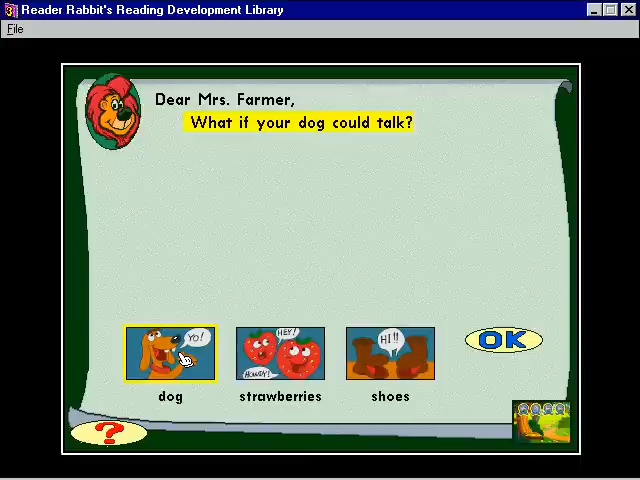 Reader Rabbit's Reading Development Library
File
Dear Mrs. Farmer,
What if your dog could talk?
YO!
HEY!
HOWDY!
HI!!
OK
dog
strawberries
shoes
?